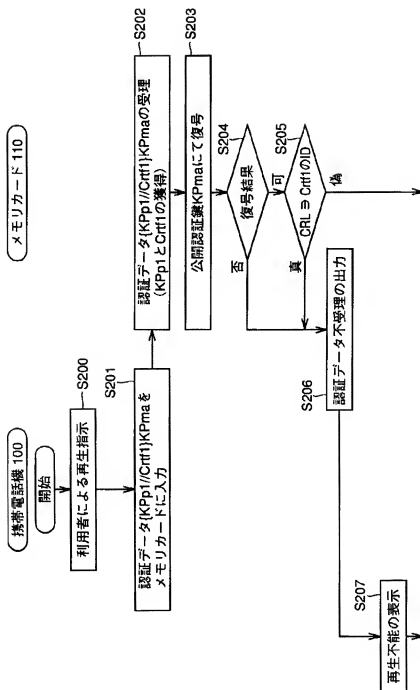 携帯電話機 100
メモリカード 110
開始
S200
利用者による再生指示
S201
認証データ{KPp1//Crtf1}KPmaを
メモリカードに入力
S202
認証データ{KPp1//Crtf1}KPmaの受理
(KPp1とCrtf1の獲得)
S203
公開認証鍵KPmaにて復号
S204
復号結果
否
可
S205
CRL∋Crtf1のID
真
偽
S206
認証データ不受理の出力
S207
再生不能の表示